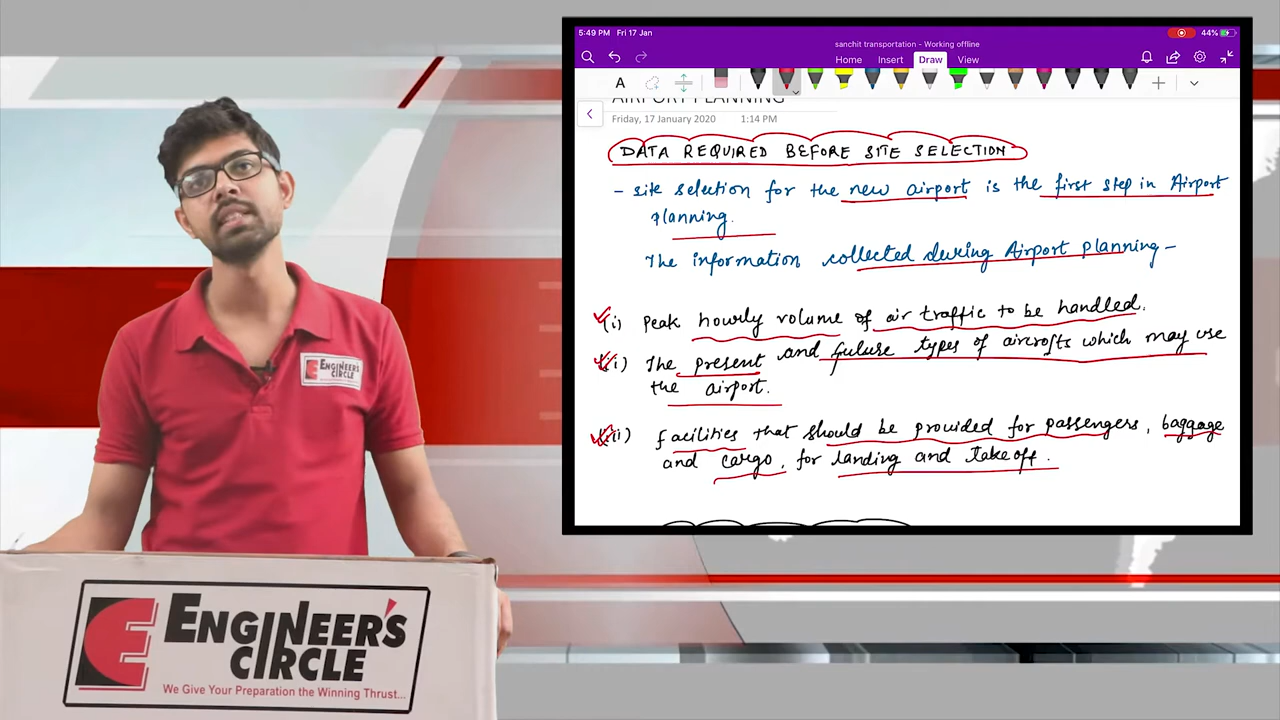 5:49 PM Fri 17 Jan
44%
sanchit transportation - Working offline
Home Insert Draw View
A
AIRPORT PLANNING
Friday, 17 January 2020 1:14 PM
DATA REQUIRED BEFORE SITE SELECTION
- site selection for the new airport is the first step in Airport
planning.
The information collected during Airport planning -
(i) Peak hourly volume of air traffic to be handled.
(ii) The present and future types of aircrafts which may use
the airport.
(iii) facilities that should be provided for passengers, baggage
and cargo, for landing and takeoff.
ENGINEER'S
CIRCLE
ENGINEER'S
CIRCLE
We Give Your Preparation the Winning Thrust...